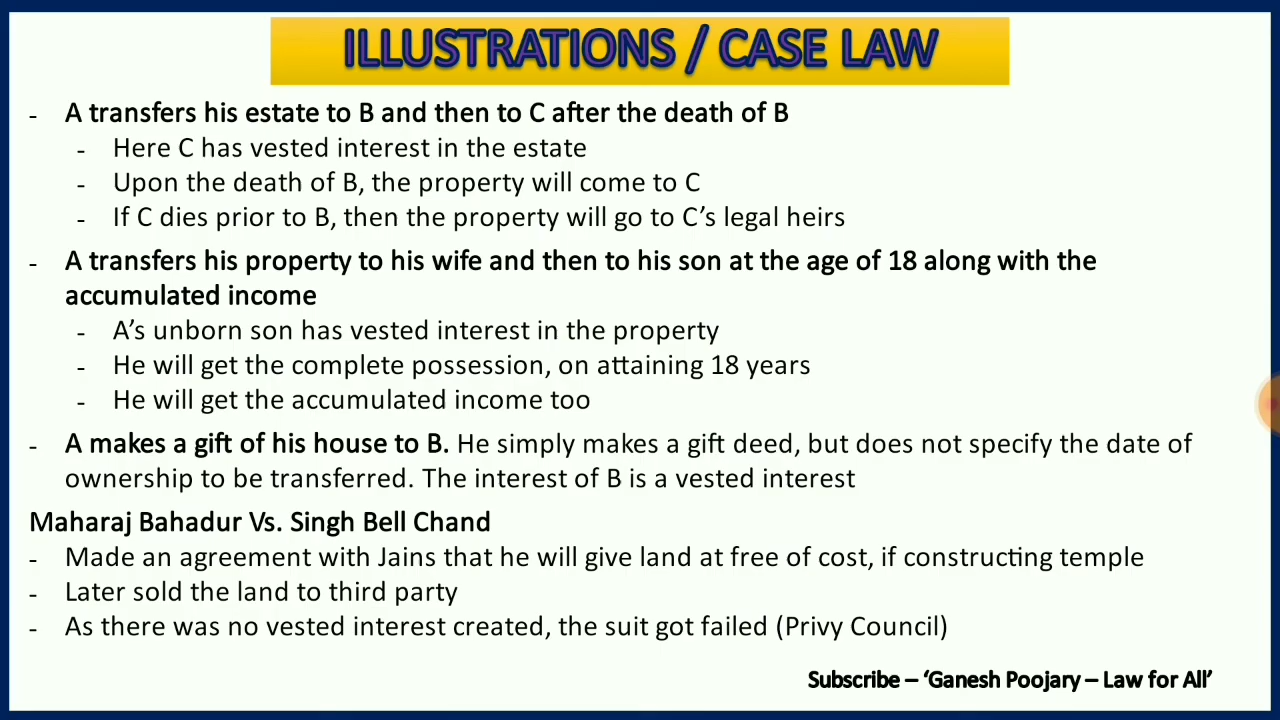 ILLUSTRATIONS / CASE LAW
- A transfers his estate to B and then to C after the death of B
- Here C has vested interest in the estate
- Upon the death of B, the property will come to C
- If C dies prior to B, then the property will go to C's legal heirs
- A transfers his property to his wife and then to his son at the age of 18 along with the
accumulated income
- A's unborn son has vested interest in the property
- He will get the complete possession, on attaining 18 years
- He will get the accumulated income too
- A makes a gift of his house to B. He simply makes a gift deed, but does not specify the date of
ownership to be transferred. The interest of B is a vested interest
Maharaj Bahadur Vs. Singh Bell Chand
- Made an agreement with Jains that he will give land at free of cost, if constructing temple
- Later sold the land to third party
- As there was no vested interest created, the suit got failed (Privy Council)
Subscribe – 'Ganesh Poojary – Law for All'